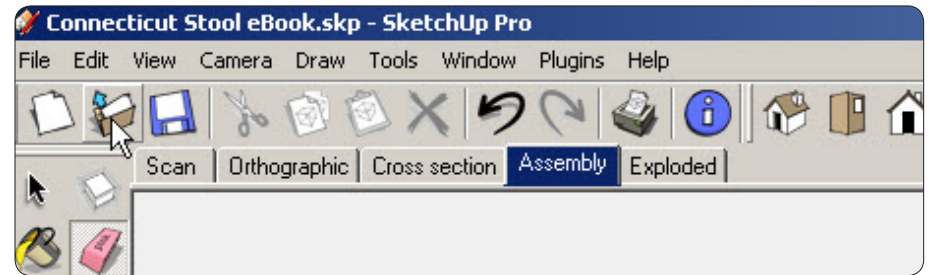 Connecticut Stool eBook.skp - SketchUp Pro
File Edit View Camera Draw Tools Window Plugins Help
Scan Orthographic Cross section Assembly Exploded